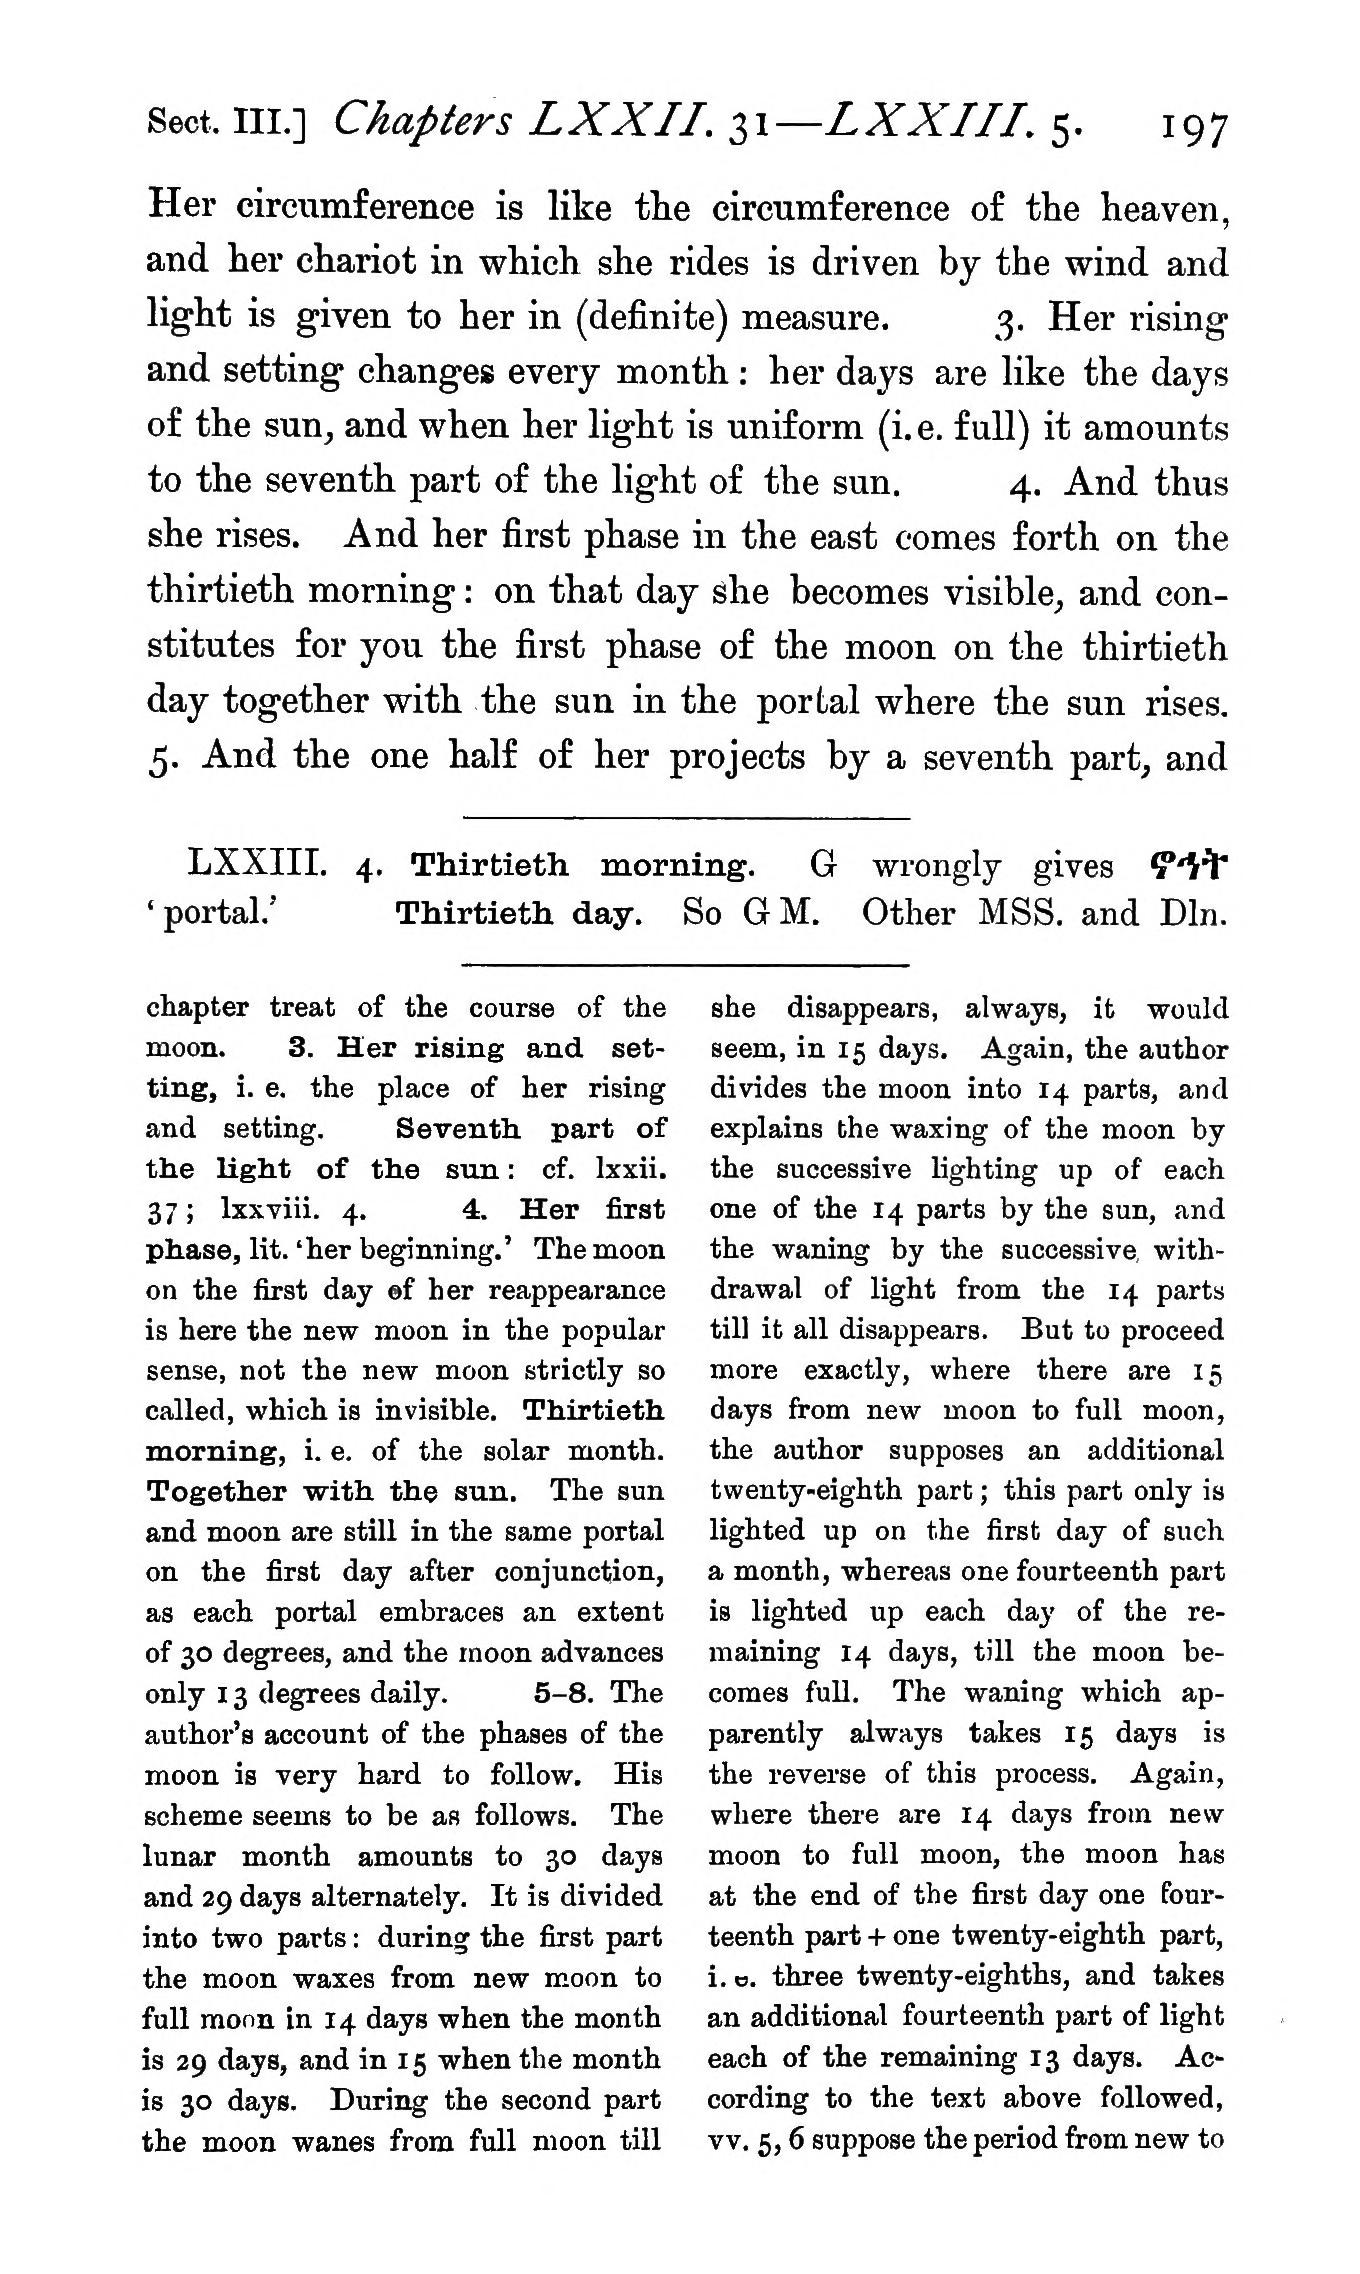 Sect. III.] Chapters LXXII. 31—LXXIII. 5. 197
Her circumference is like the circumference of the heaven,
and her chariot in which she rides is driven by the wind and
light is given to her in (definite) measure. 3. Her rising
and setting changes every month : her days are like the days
of the sun, and when her light is uniform (i. e. full) it amounts
to the seventh part of the light of the sun. 4. And thus
she rises. And her first phase in the east comes forth on the
thirtieth morning : on that day she becomes visible, and con-
stitutes for you the first phase of the moon on the thirtieth
day together with the sun in the portal where the sun rises.
5. And the one half of her projects by a seventh part, and
LXXIII. 4. Thirtieth morning. G wrongly gives
‘portal.’ Thirtieth day. So G M. Other MSS. and Dln.
chapter treat of the course of the
moon. 3. Her rising and set-
ting, i. e. the place of her rising
and setting. Seventh part of
the light of the sun : cf. lxxii.
37 ; lxxviii. 4. 4. Her first
phase, lit. ‘her beginning.’ The moon
on the first day of her reappearance
is here the new moon in the popular
sense, not the new moon strictly so
called, which is invisible. Thirtieth
morning, i. e. of the solar month.
Together with the sun. The sun
and moon are still in the same portal
on the first day after conjunction,
as each portal embraces an extent
of 30 degrees, and the moon advances
only 13 degrees daily. 5–8. The
author’s account of the phases of the
moon is very hard to follow. His
scheme seems to be as follows. The
lunar month amounts to 30 days
and 29 days alternately. It is divided
into two parts : during the first part
the moon waxes from new moon to
full moon in 14 days when the month
is 29 days, and in 15 when the month
is 30 days. During the second part
the moon wanes from full moon till
she disappears, always, it would
seem, in 15 days. Again, the author
divides the moon into 14 parts, and
explains the waxing of the moon by
the successive lighting up of each
one of the 14 parts by the sun, and
the waning by the successive with-
drawal of light from the 14 parts
till it all disappears. But to proceed
more exactly, where there are 15
days from new moon to full moon,
the author supposes an additional
twenty-eighth part ; this part only is
lighted up on the first day of such
a month, whereas one fourteenth part
is lighted up each day of the re-
maining 14 days, till the moon be-
comes full. The waning which ap-
parently always takes 15 days is
the reverse of this process. Again,
where there are 14 days from new
moon to full moon, the moon has
at the end of the first day one four-
teenth part + one twenty-eighth part,
i. e. three twenty-eighths, and takes
an additional fourteenth part of light
each of the remaining 13 days. Ac-
cording to the text above followed,
vv. 5, 6 suppose the period from new to